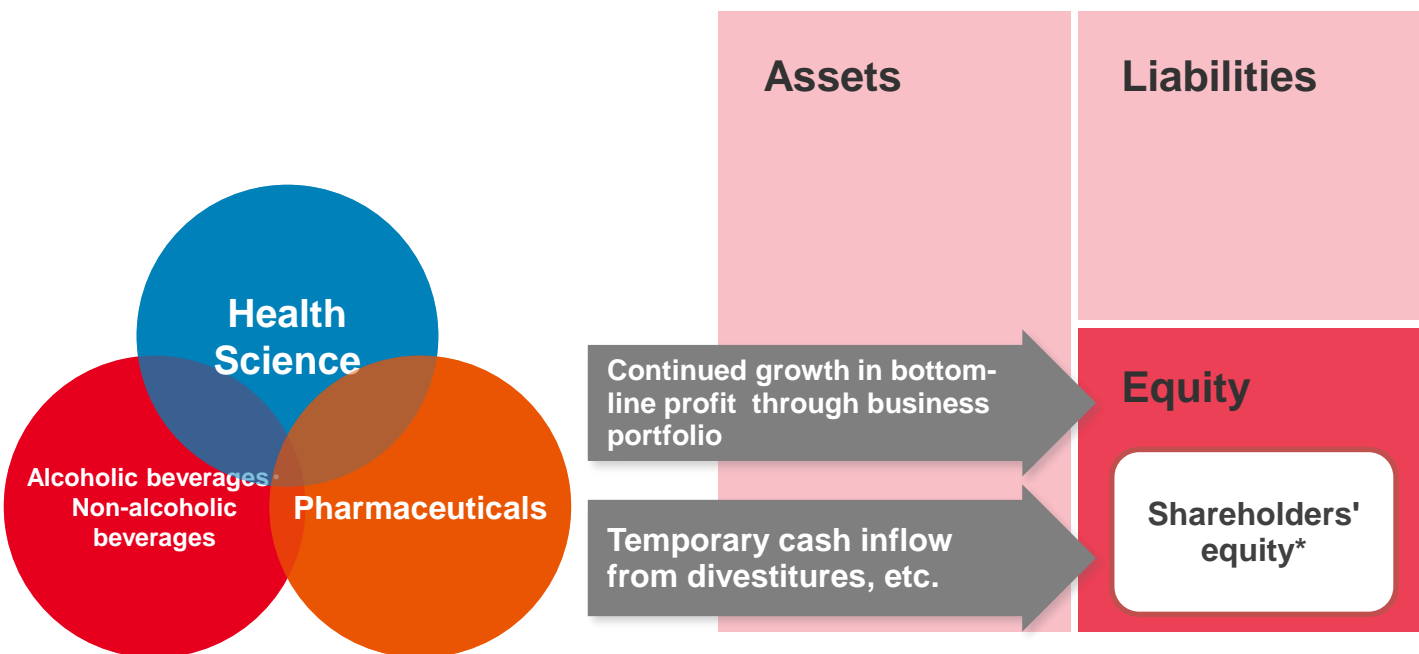 Assets
Liabilities
Health
Science
Alcoholic beverages・
Non-alcoholic
beverages
Pharmaceuticals
Continued growth in bottom-
line profit through business
portfolio
Temporary cash inflow
from divestitures, etc.
Equity
Shareholders'
equity*